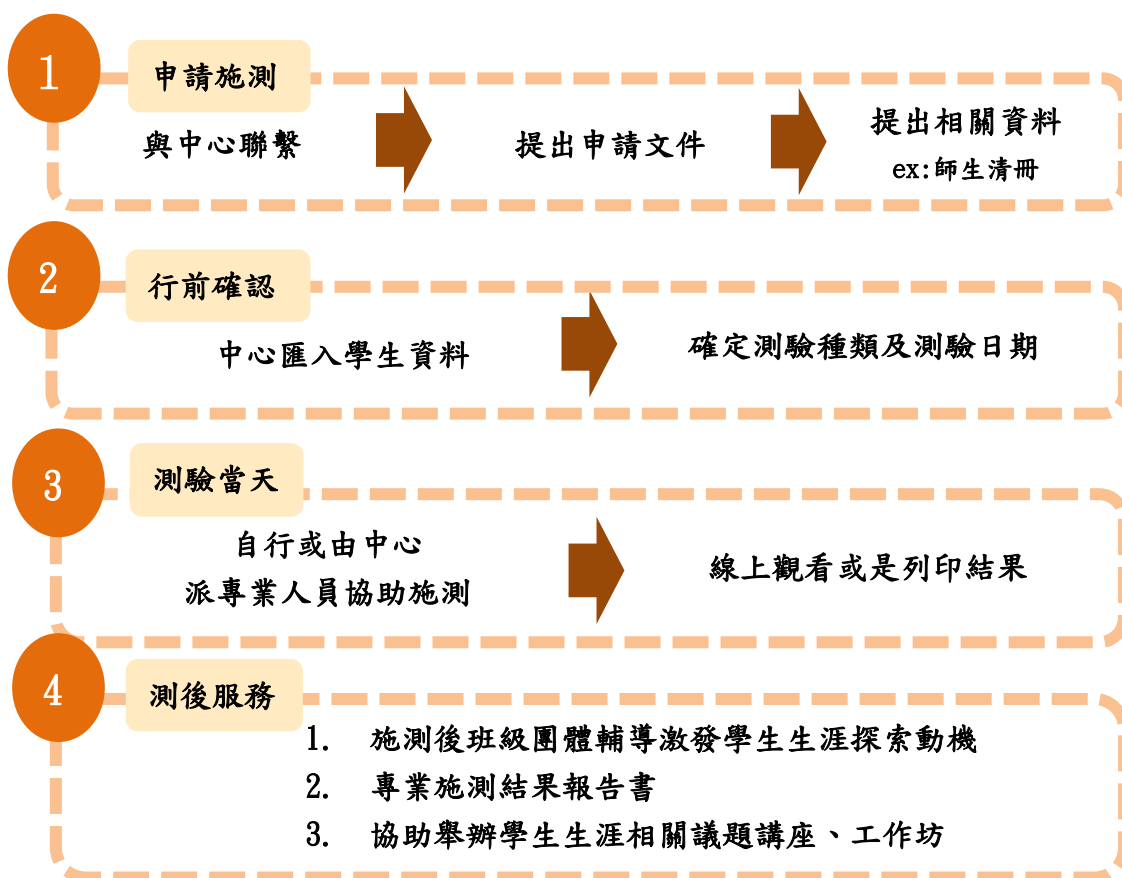 1
申請施測
與中心聯繫
提出申請文件
提出相關資料
ex:師生清冊
2
行前確認
中心匯入學生資料
確定測驗種類及測驗日期
3
測驗當天
自行或由中心
派專業人員協助施測
線上觀看或是列印結果
4
測後服務
1. 施測後班級團體輔導激發學生生涯探索動機
2. 專業施測結果報告書
3. 協助舉辦學生生涯相關議題講座、工作坊